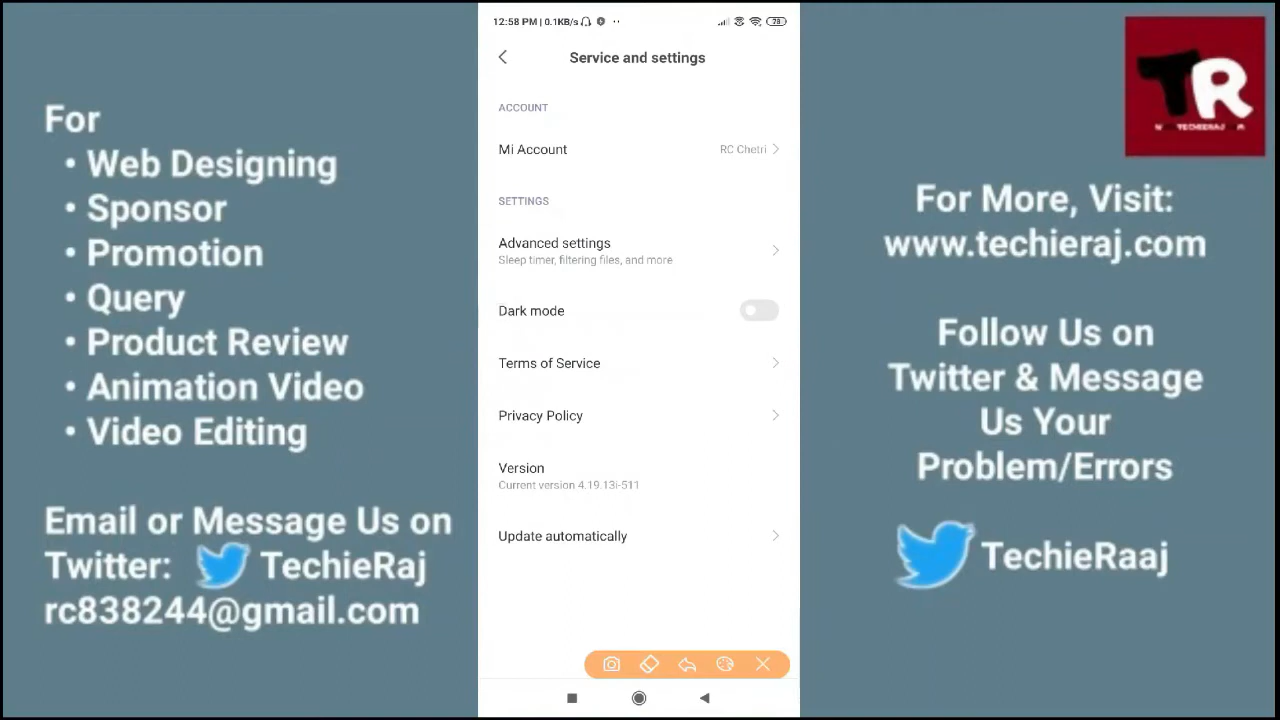 For
• Web Designing
• Sponsor
• Promotion
• Query
• Product Review
• Animation Video
• Video Editing
Email or Message Us on
Twitter: TechieRaj
rc838244@gmail.com
12:58 PM | 0.1KB/s
78
Service and settings
ACCOUNT
Mi Account
RC Chetri
SETTINGS
Advanced settings
Sleep timer, filtering files, and more
Dark mode
Terms of Service
Privacy Policy
Version
Current version 4.19.13i-511
Update automatically
TR
For More, Visit:
www.techieraj.com
Follow Us on
Twitter & Message
Us Your
Problem/Errors
TechieRaaj